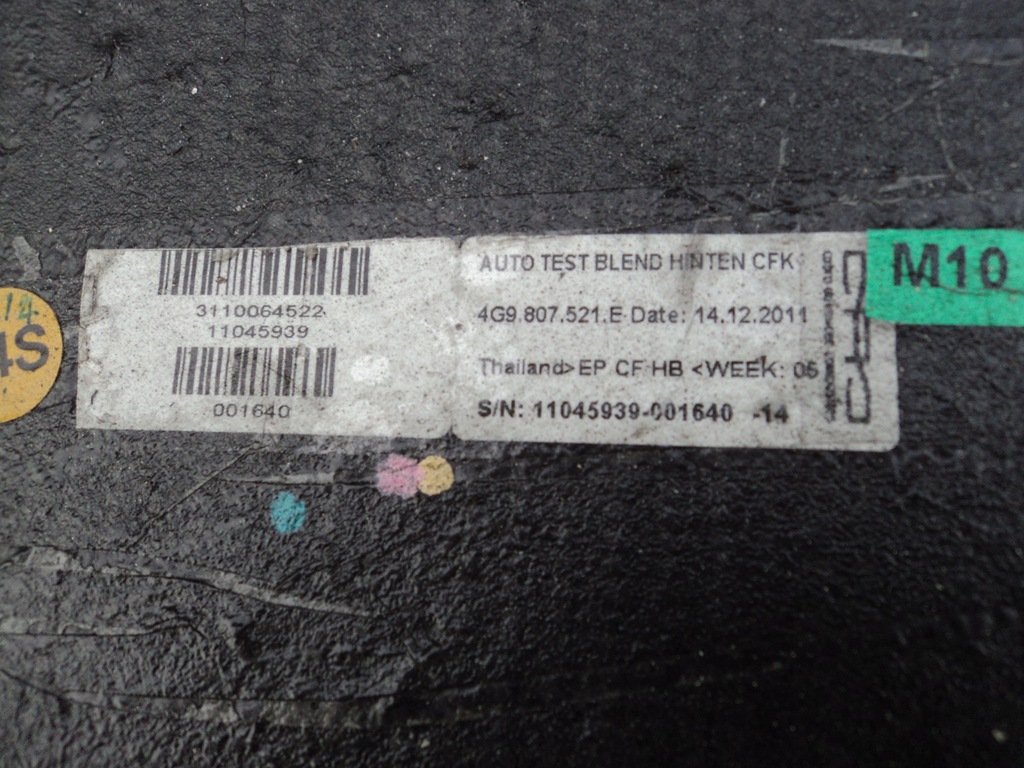 3110064522
11045939
001640
AUTO TEST BLEND HINTEN CFK
4G9.807.521.E Date: 14.12.2011
Thailand> EP CF HB <WEEK: 05
S/N: 11045939-001640 -14
M10
14
4S